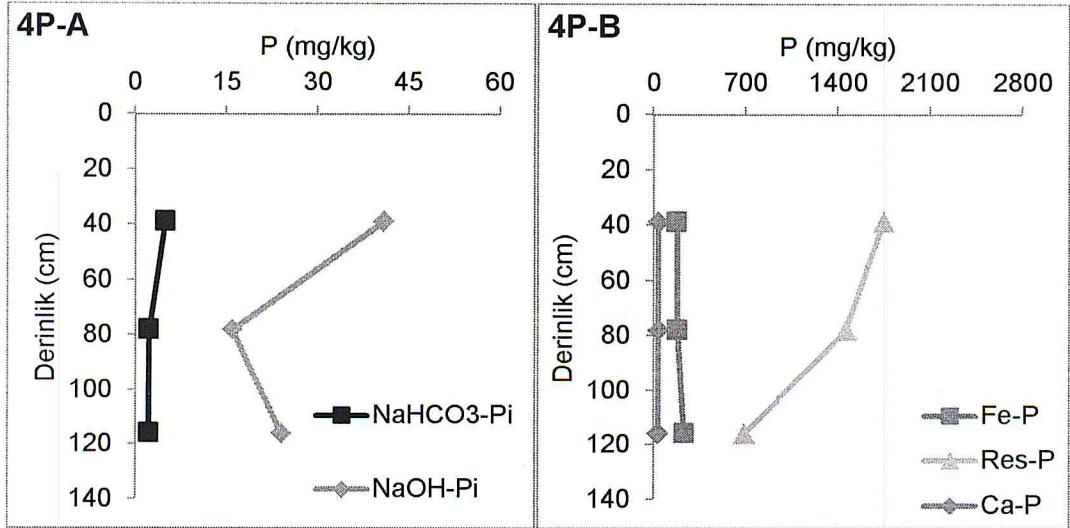 4P-A
P (mg/kg)
0 15 30 45 60
0
20
40
60
80
100
120
140
Derinlik (cm)
NaHCO3-Pi
NaOH-Pi
4P-B
P (mg/kg)
0 700 1400 2100 2800
0
20
40
60
80
100
120
140
Derinlik (cm)
Fe-P
Res-P
Ca-P